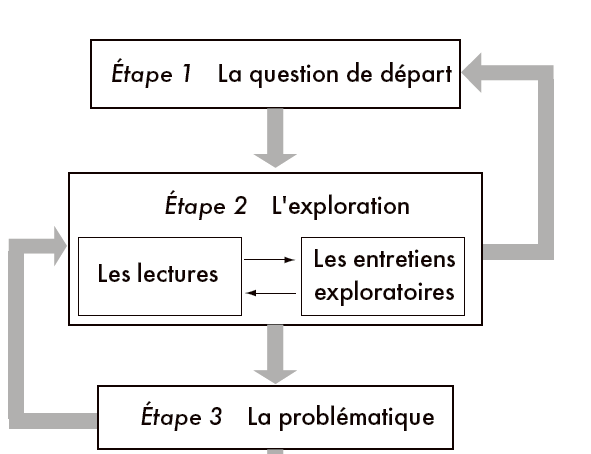 Étape 1 La question de départ
Étape 2 L'exploration
Les lectures
Les entretiens
exploratoires
Étape 3 La problématique